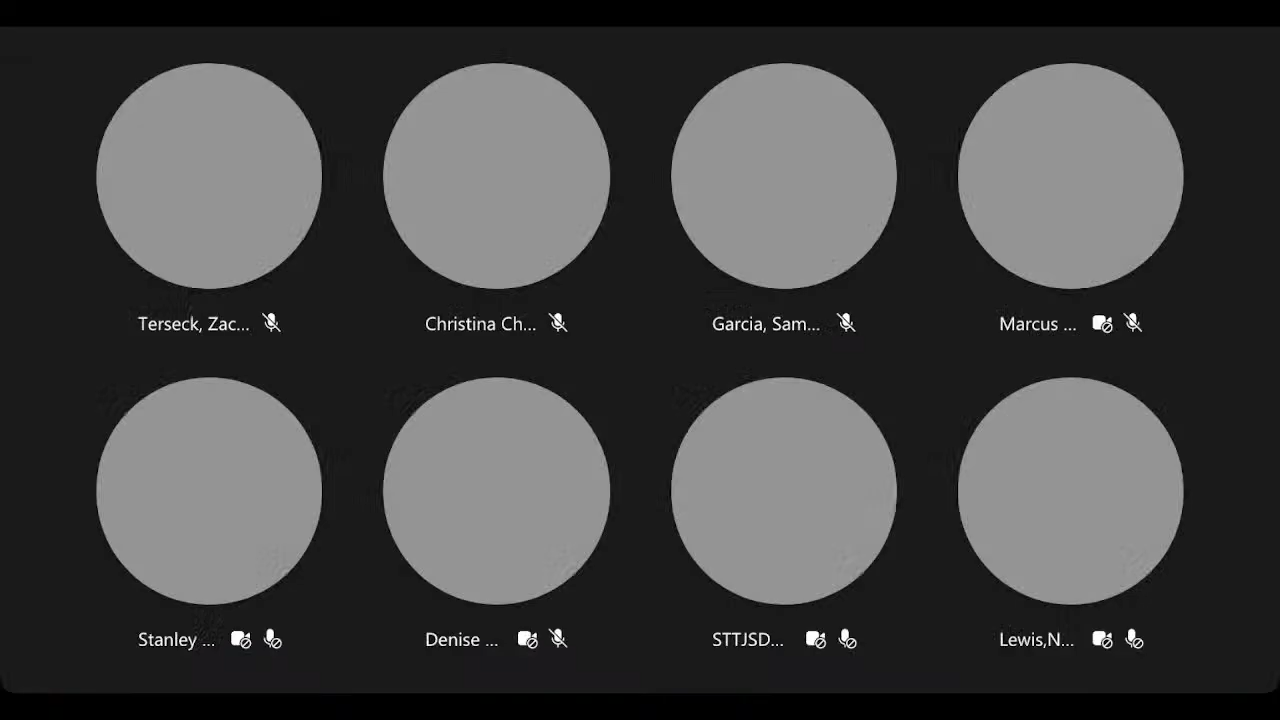 Terseck, Zac...
Christina Ch...
Garcia, Sam...
Marcus ...
Stanley ...
Denise ...
STTJSD...
Lewis,N...